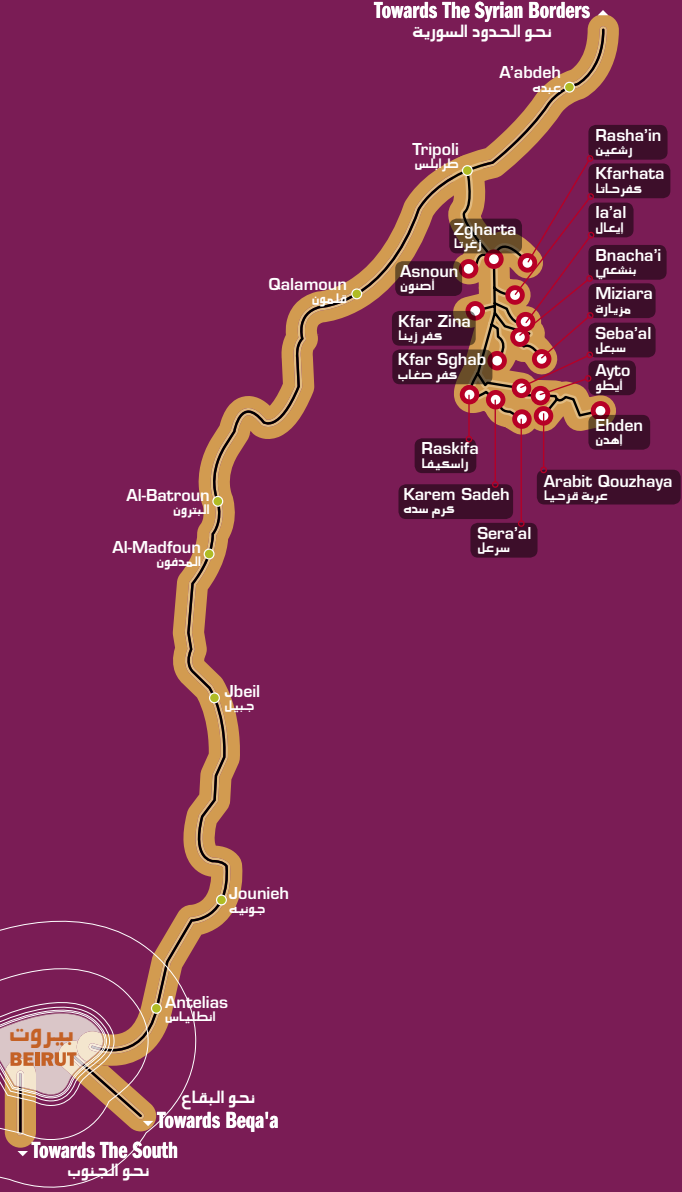 Towards The Syrian Borders
نحو الحدود السورية
A'abdeh
عبده
Tripoli
طرابلس
Rasha'in
رشعين
Kfarhata
كفرحاتا
Ia'al
إيعال
Zgharta
زغرتا
Bnacha'i
بنشعي
Asnoun
أصنون
Qalamoun
قلمون
Miziara
مزيارة
Kfar Zina
كفر زينا
Seba'al
سبعل
Kfar Sghab
كفر صغاب
Ayto
أيطو
Ehden
إهدن
Raskifa
راسكيفا
Arabit Qouzhaya
عربة قزحيا
Karem Sadeh
كرم سده
Al-Batroun
البترون
Sera'al
سرعل
Al-Madfoun
المدفون
Jbeil
جبيل
Jounieh
جونيه
Antelias
انطلياس
بيروت
BEIRUT
نحو البقاع
Towards Beqa'a
Towards The South
نحو الجنوب